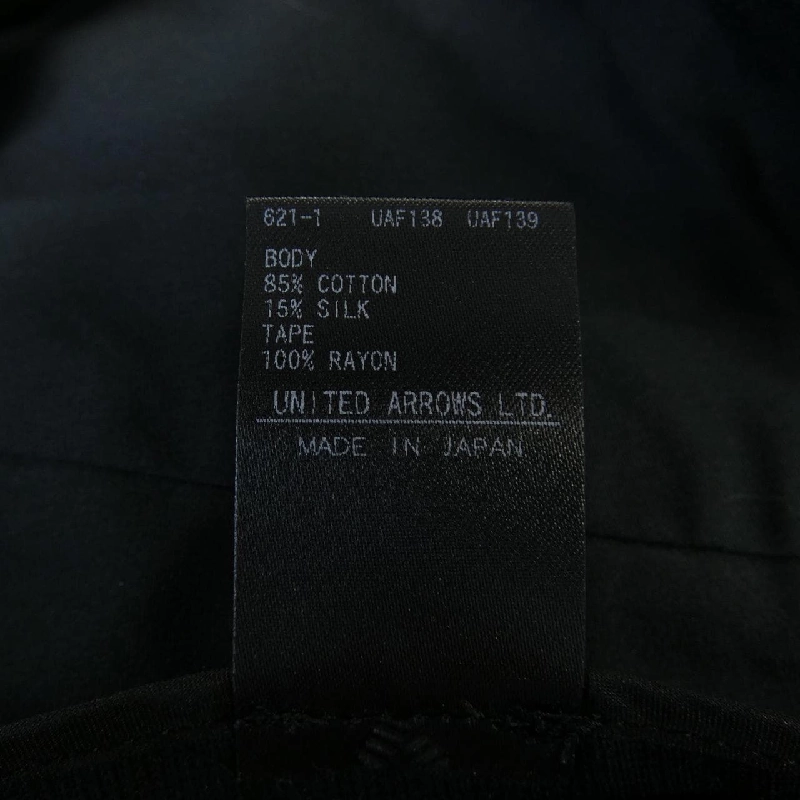 621-1 UAF138 UAF139
BODY
85% COTTON
15% SILK
TAPE
100% RAYON
UNITED ARROWS LTD.
MADE IN JAPAN